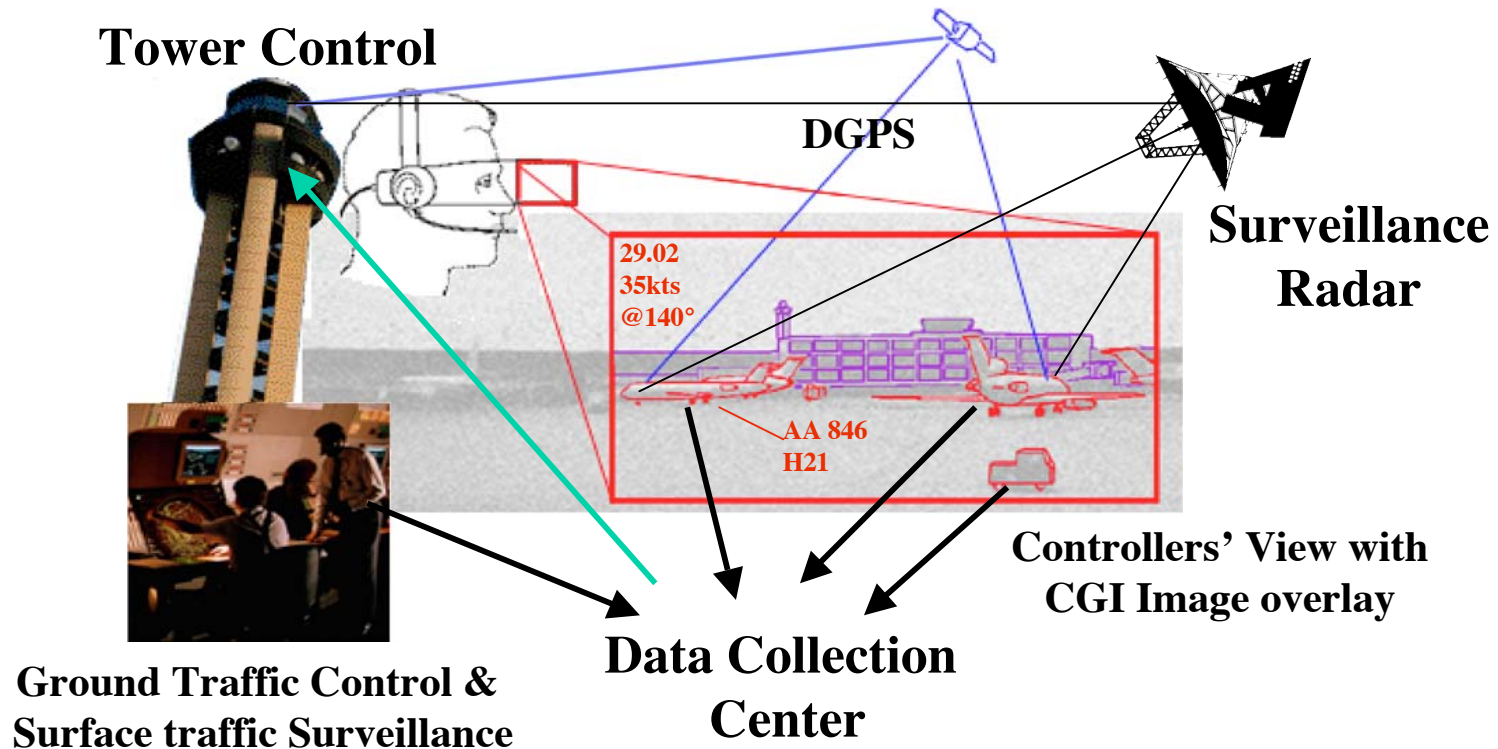 Tower Control
DGPS
Surveillance
Radar
29.02
35kts
@140°
AA 846
H21
Controllers’ View with
CGI Image overlay
Data Collection
Center
Ground Traffic Control &
Surface traffic Surveillance